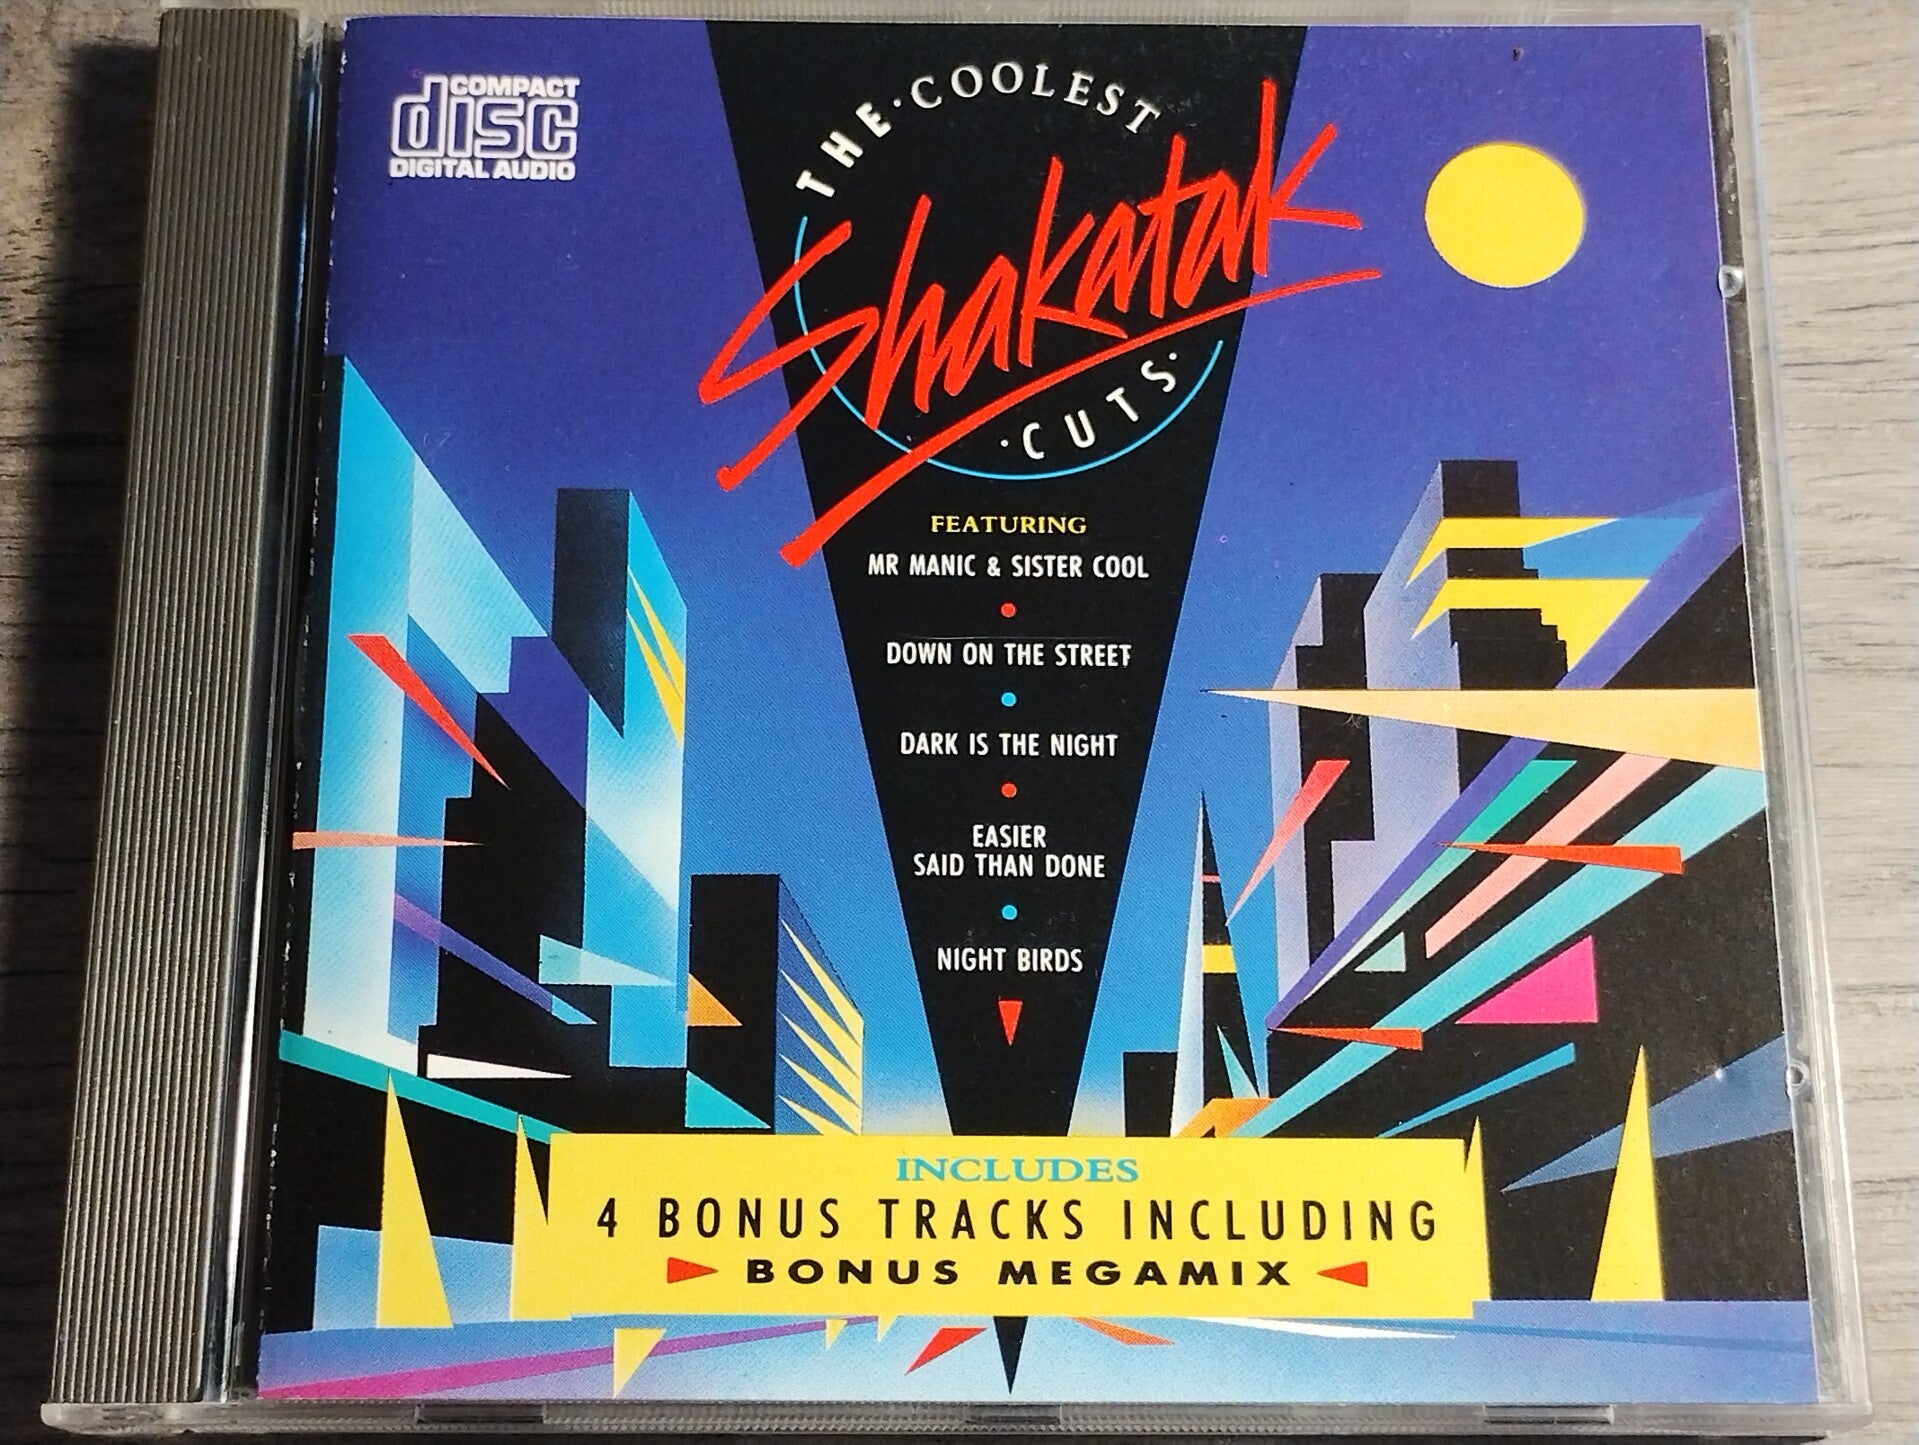 COMPACT
disc
DIGITAL AUDIO
THE · COOLEST
Shakatak
· CUTS ·
FEATURING
MR MANIC & SISTER COOL
DOWN ON THE STREET
DARK IS THE NIGHT
EASIER
SAID THAN DONE
NIGHT BIRDS
INCLUDES
4 BONUS TRACKS INCLUDING
BONUS MEGAMIX